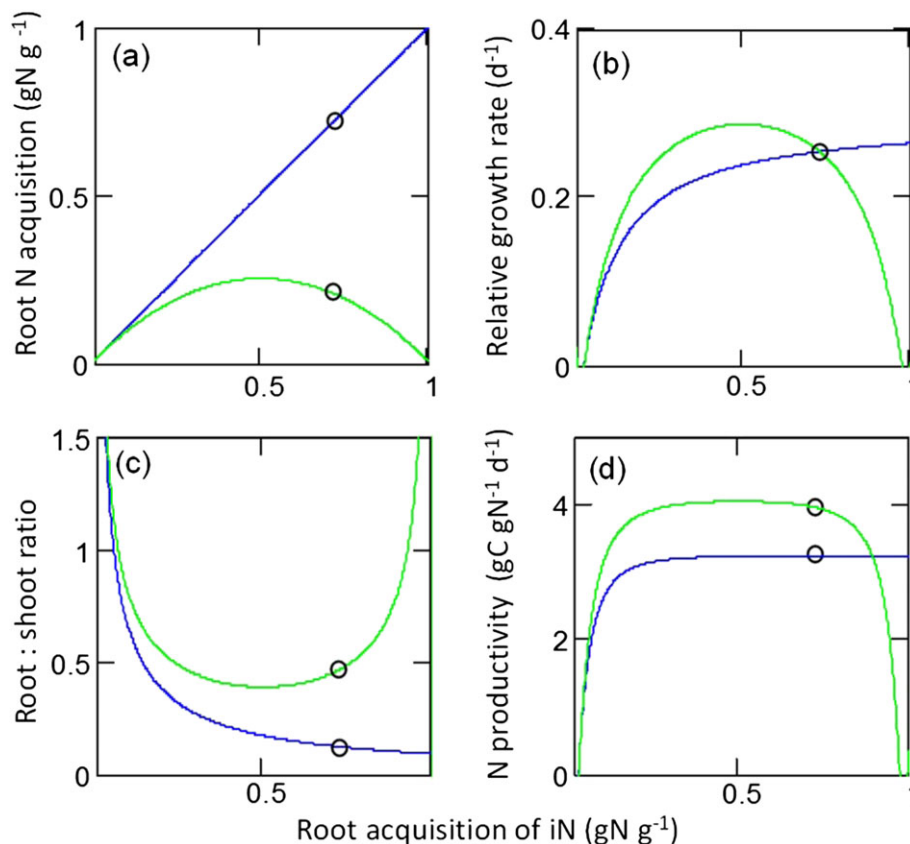 Root N acquisition (gN g -1)
1
0.5
0
(a)
0.5
1
Relative growth rate (d-1)
0.4
0.2
0
(b)
0.5
1
Root : shoot ratio
1.5
1
0.5
0
(c)
0.5
N productivity (gC gN-1 d-1)
4
2
0
(d)
0.5
1
Root acquisition of iN (gN g-1)